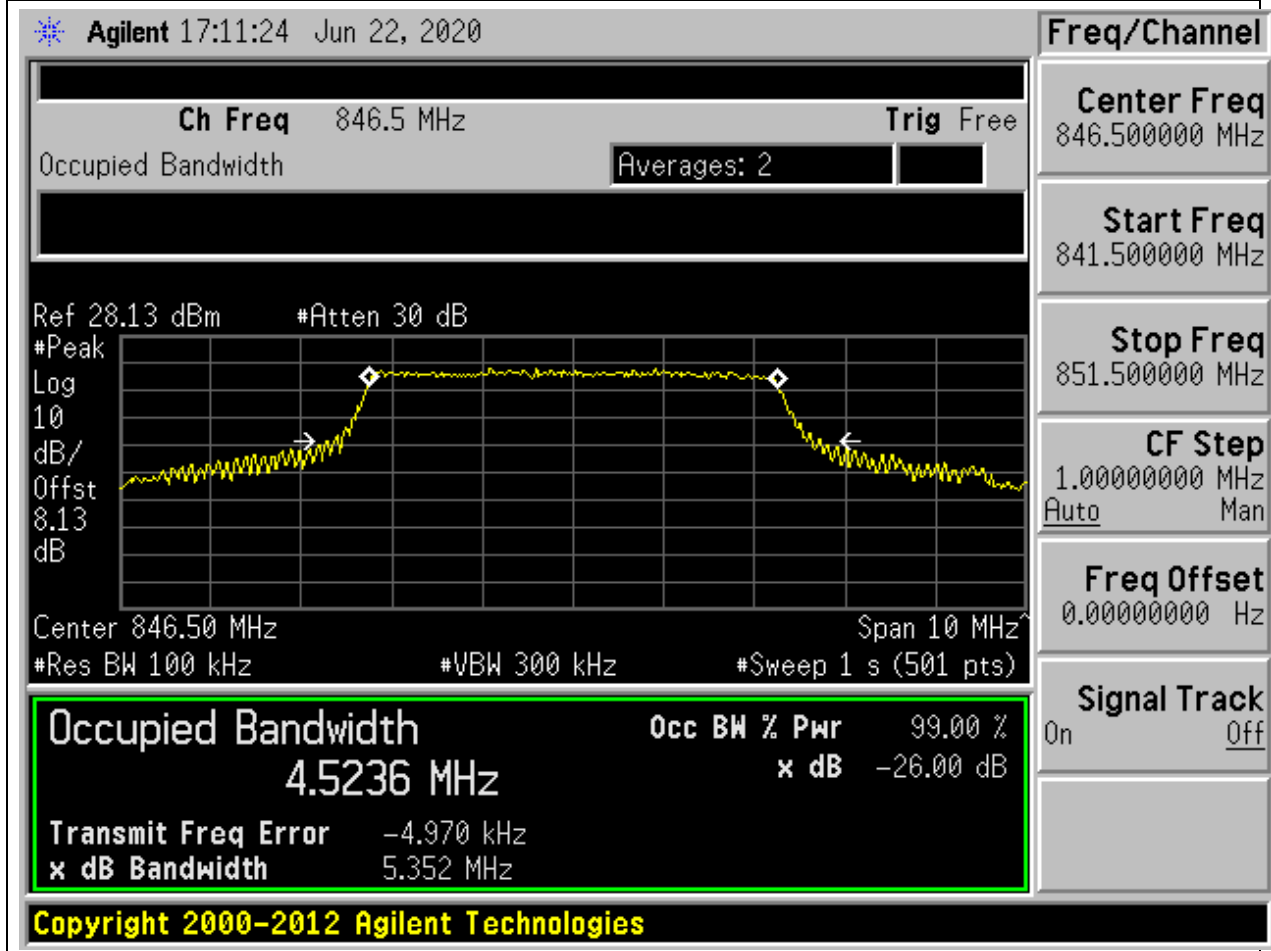 Agilent 17:11:24 Jun 22, 2020
Freq/Channel
Ch Freq 846.5 MHz Trig Free
Occupied Bandwidth Averages: 2
Ref 28.13 dBm #Atten 30 dB
#Peak
Log
10
dB/
Offst
8.13
dB
Center 846.50 MHz Span 10 MHz^
#Res BW 100 kHz #VBW 300 kHz #Sweep 1 s (501 pts)
Occupied Bandwidth Occ BW % Pwr 99.00 %
4.5236 MHz x dB -26.00 dB
Transmit Freq Error -4.970 kHz
x dB Bandwidth 5.352 MHz
Copyright 2000-2012 Agilent Technologies
Center Freq
846.500000 MHz
Start Freq
841.500000 MHz
Stop Freq
851.500000 MHz
CF Step
1.00000000 MHz
Auto Man
Freq Offset
0.00000000 Hz
Signal Track
On Off